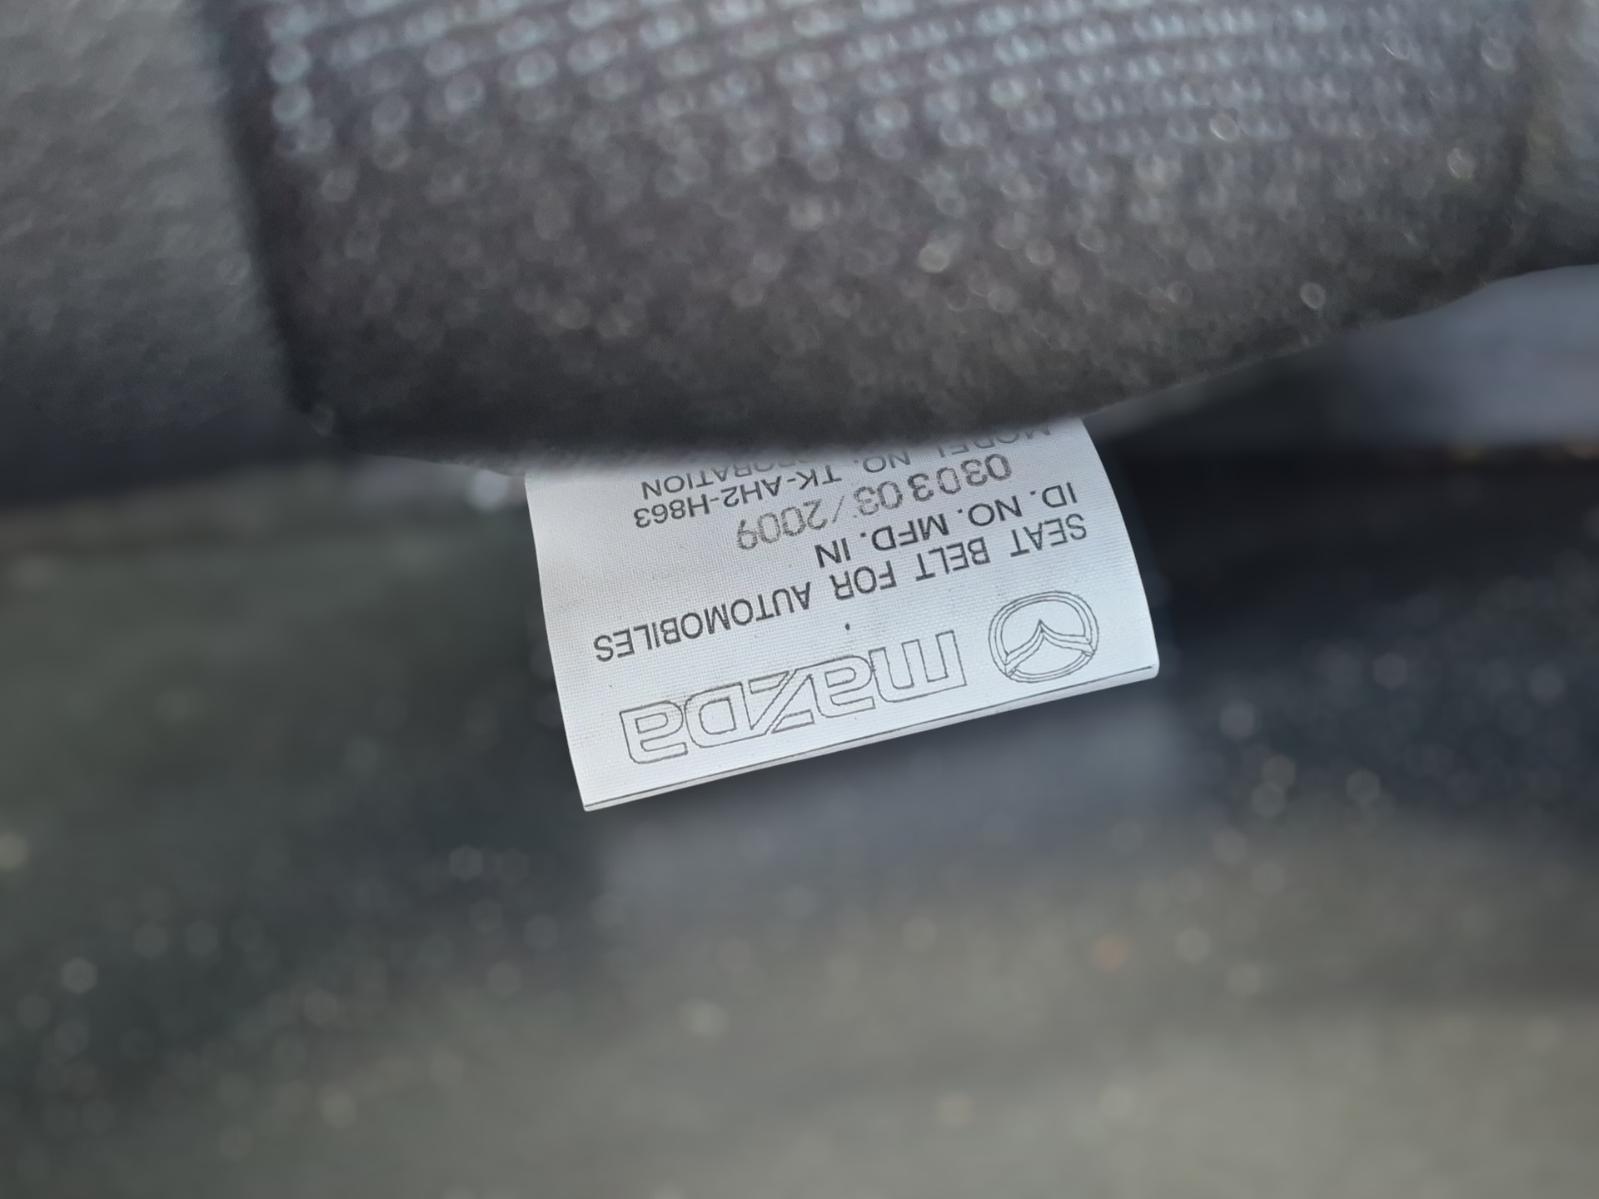 mazda
SEAT BELT FOR AUTOMOBILES
ID. NO. MFD. IN
0303 03/2009
MODEL NO. TK-AH2-H863